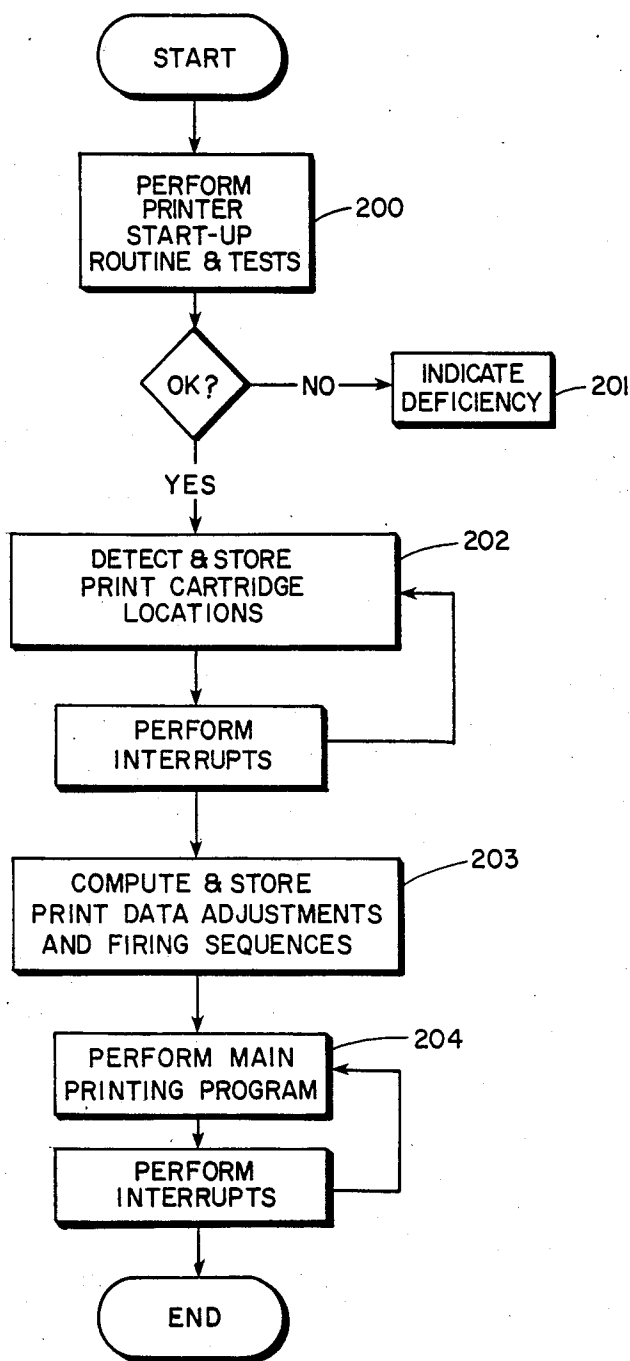 START
PERFORM
PRINTER
START-UP
ROUTINE & TESTS
200
OK?
NO
INDICATE
DEFICIENCY
201
YES
202
DETECT & STORE
PRINT CARTRIDGE
LOCATIONS
PERFORM
INTERRUPTS
203
COMPUTE & STORE
PRINT DATA ADJUSTMENTS
AND FIRING SEQUENCES
204
PERFORM MAIN
PRINTING PROGRAM
PERFORM
INTERRUPTS
END